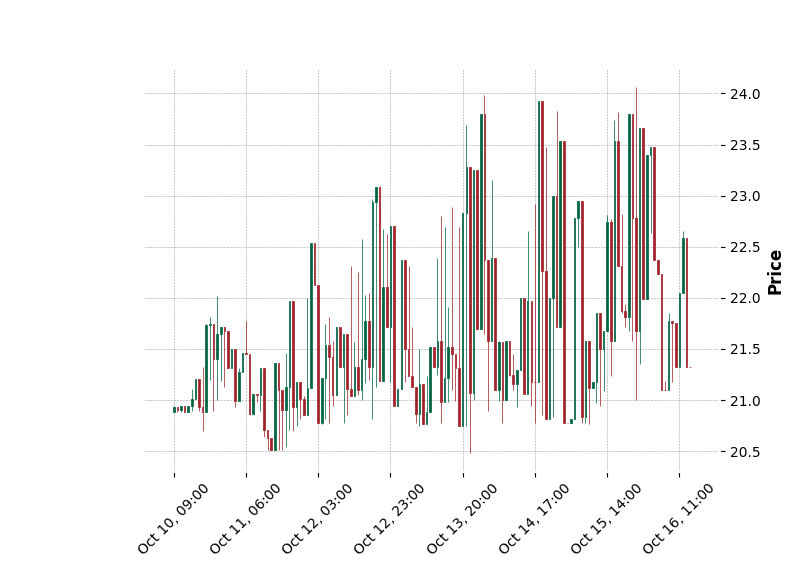 24.0
23.5
23.0
22.5
22.0
21.5
21.0
20.5
Price
Oct 10, 09:00
Oct 11, 06:00
Oct 12, 03:00
Oct 12, 23:00
Oct 13, 20:00
Oct 14, 17:00
Oct 15, 14:00
Oct 16, 11:00